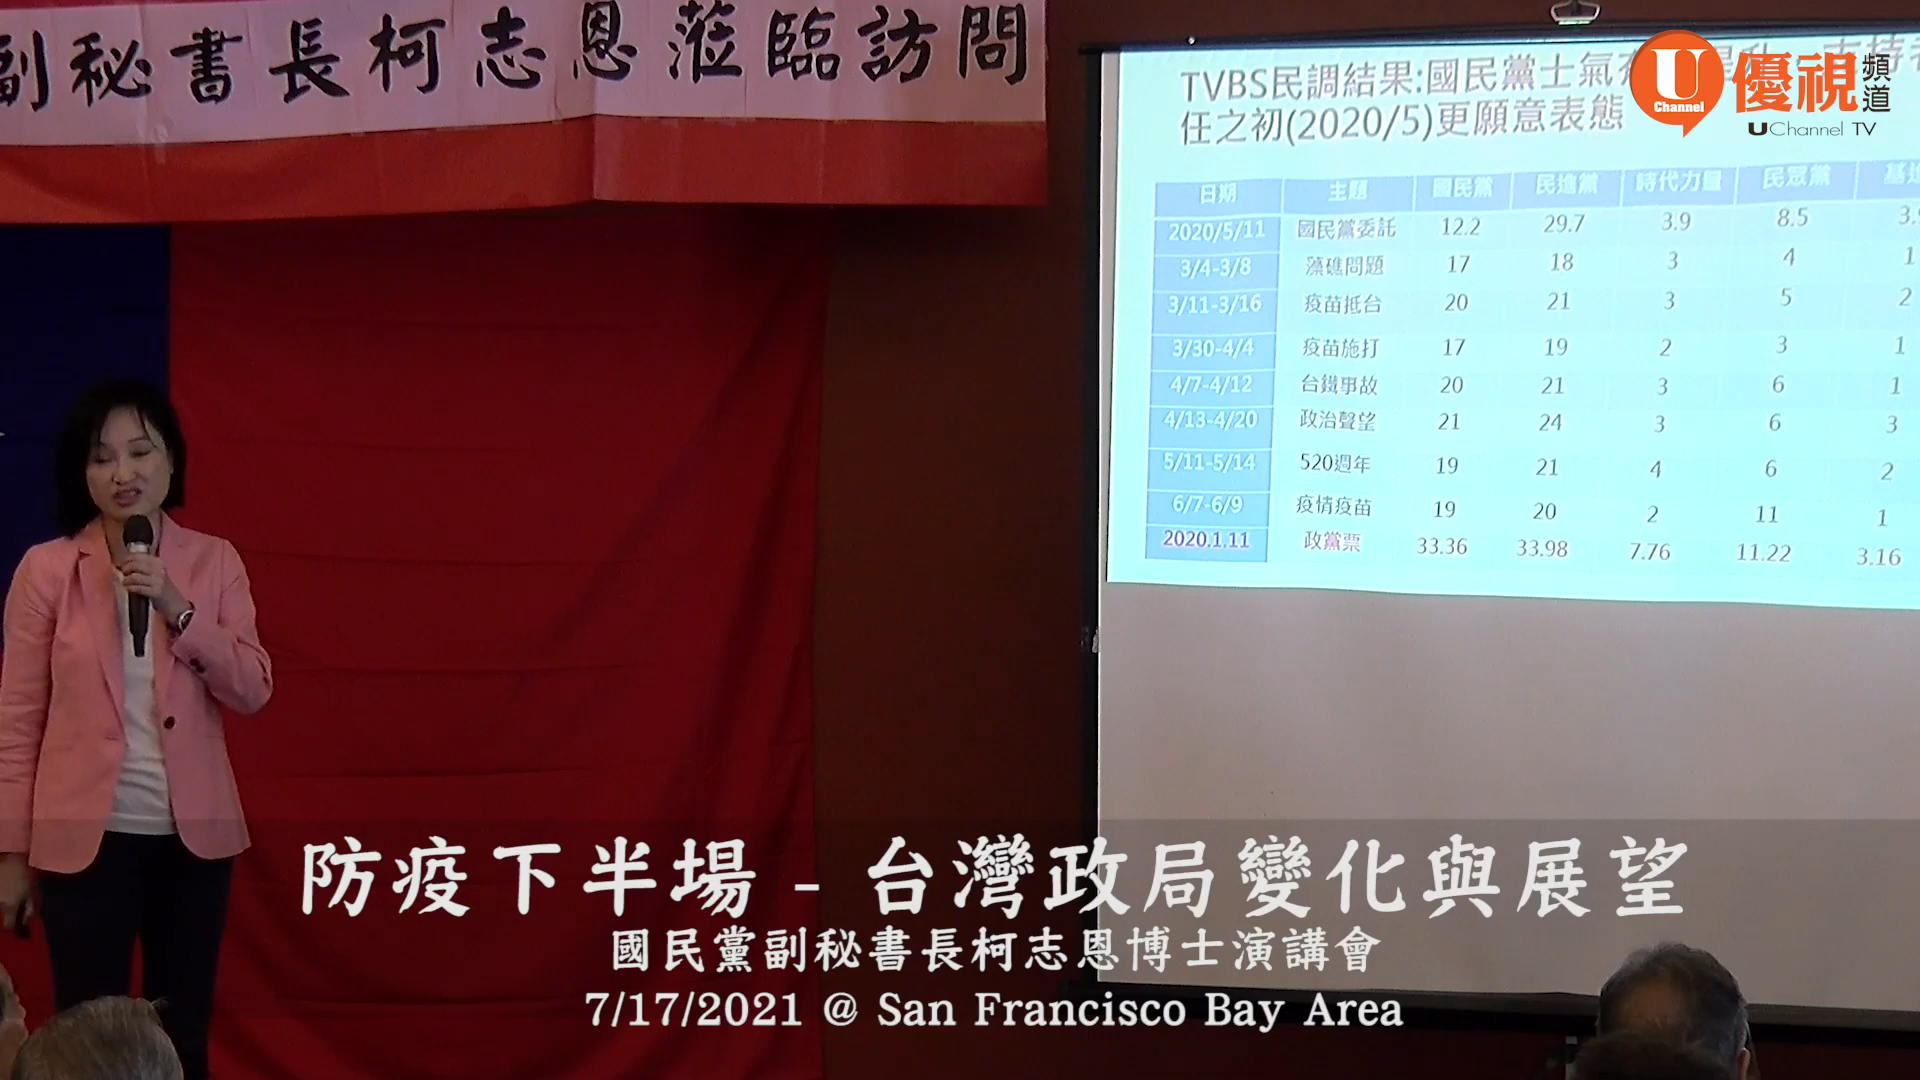 副秘書長柯志恩蒞臨訪問
TVBS民調結果:國民黨士氣
任之初(2020/5)更願意表態
U
Channel
優視
頻道
UChannel TV
日期 主題 國民黨 民進黨 時代力量 民眾黨
2020/5/11 國民黨委託 12.2 29.7 3.9 8.5
3/4-3/8 藻礁問題 17 18 3 4 1
3/11-3/16 疫苗抵台 20 21 3 5 2
3/30-4/4 疫苗施打 17 19 2 3 1
4/7-4/12 台鐵事故 20 21 3 6 1
4/13-4/20 政治聲望 21 24 3 6 3
5/11-5/14 520週年 19 21 4 6 2
6/7-6/9 疫情疫苗 19 20 2 11 1
2020.1.11 政黨票 33.36 33.98 7.76 11.22 3.16
防疫下半場 - 台灣政局變化與展望
國民黨副秘書長柯志恩博士演講會
7/17/2021 @ San Francisco Bay Area